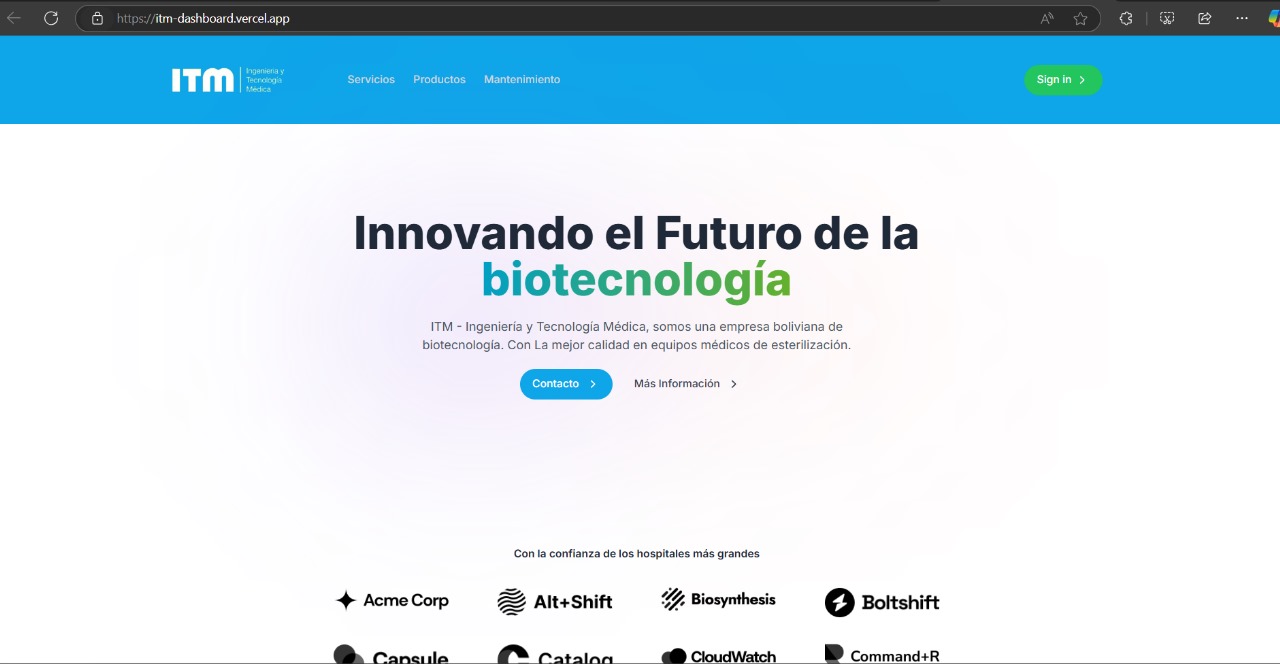 https://itm-dashboard.vercel.app
ITM
Ingeniería y
Tecnología
Médica
Servicios
Productos
Mantenimiento
Sign in
Innovando el Futuro de la
biotecnología
ITM - Ingeniería y Tecnología Médica, somos una empresa boliviana de
biotecnología. Con La mejor calidad en equipos médicos de esterilización.
Contacto
Más Información
Con la confianza de los hospitales más grandes
Acme Corp
Alt+Shift
Biosynthesis
Boltshift
Capsule
Catalog
CloudWatch
Command+R